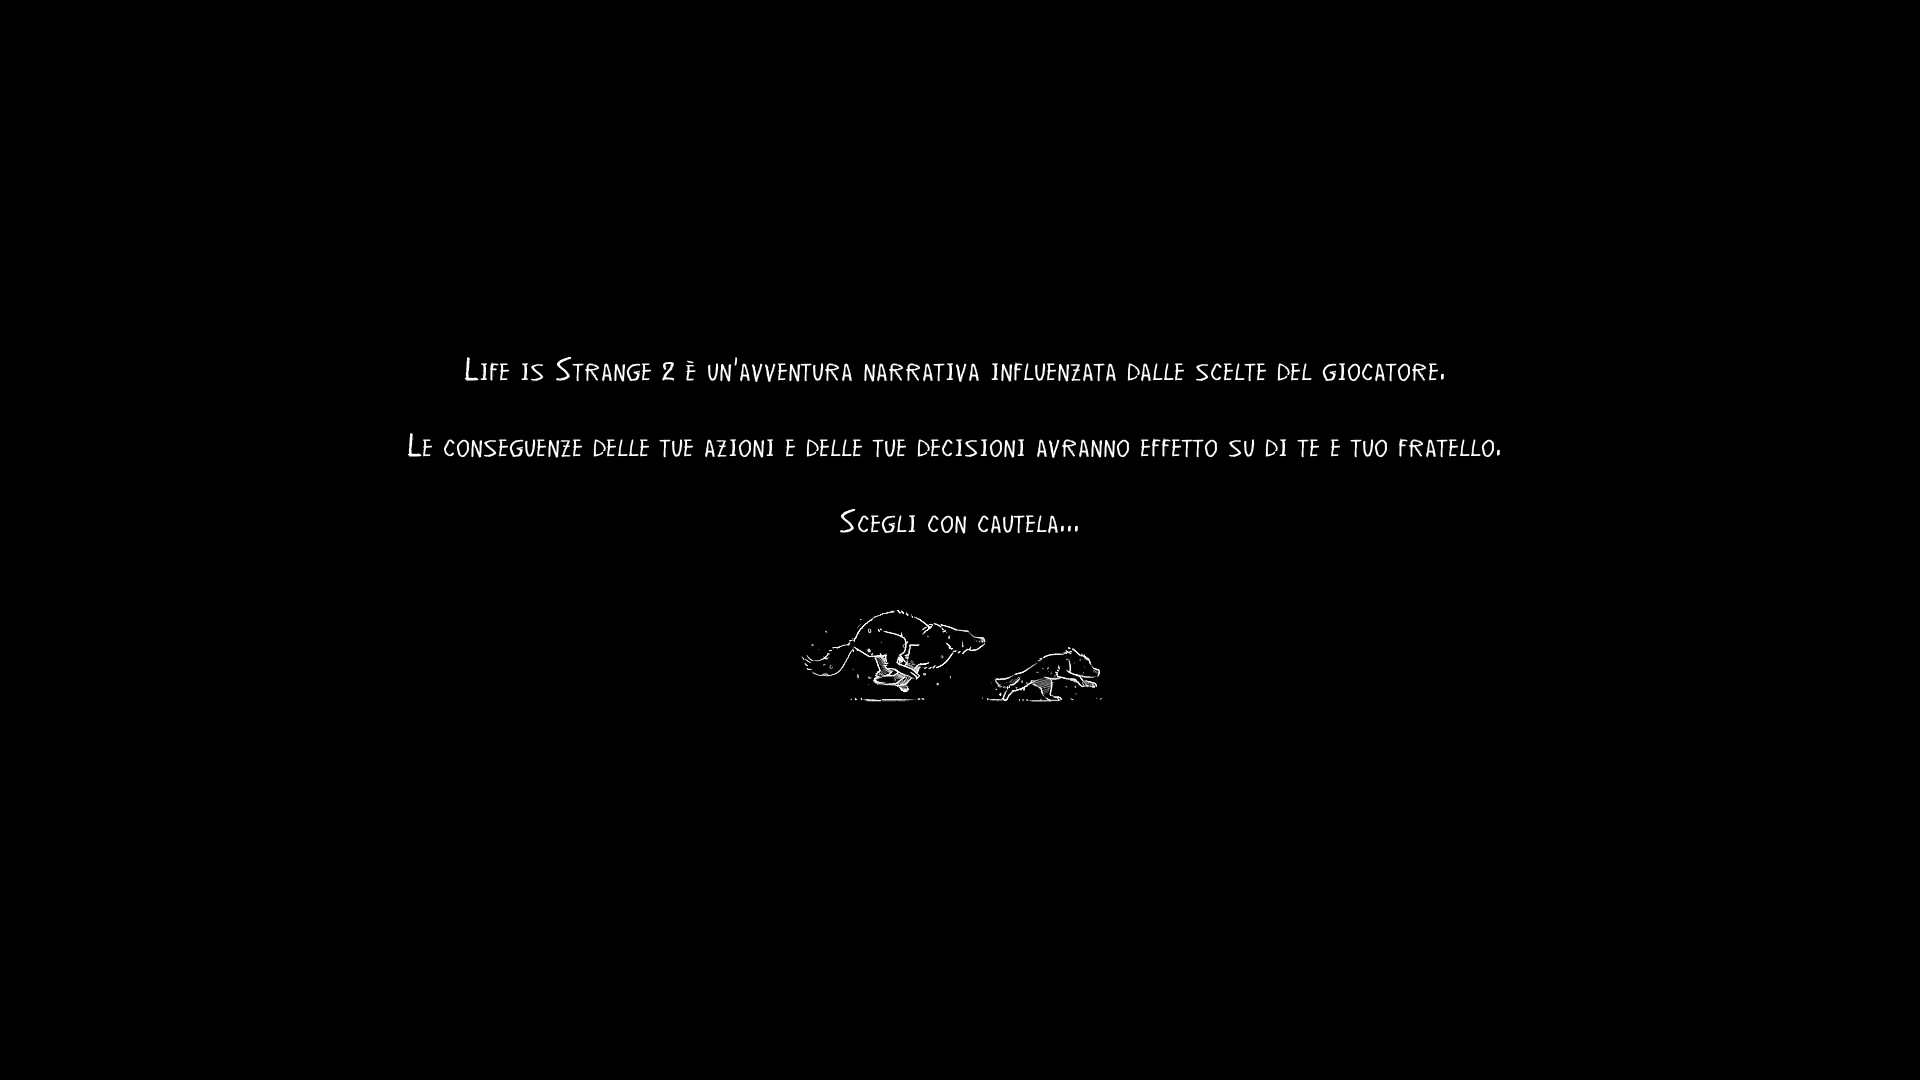 Life is Strange 2 è un'avventura narrativa influenzata dalle scelte del giocatore.
Le conseguenze delle tue azioni e delle tue decisioni avranno effetto su di te e tuo fratello.
Scegli con cautela...